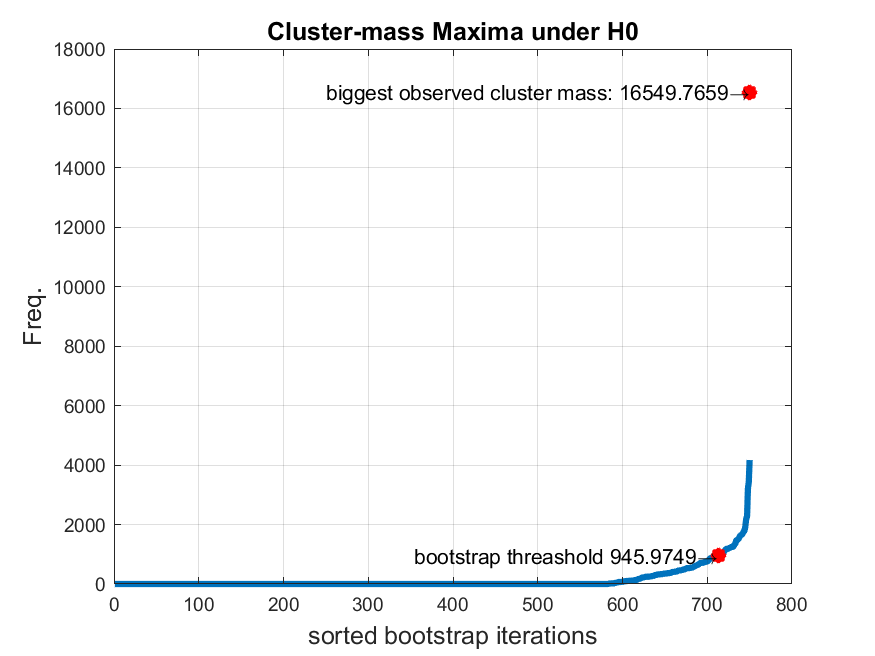 Cluster-mass Maxima under H0
18000
16000
14000
12000
10000
8000
6000
4000
2000
0
Freq.
biggest observed cluster mass: 16549.7659
bootstrap threashold 945.9749
0 100 200 300 400 500 600 700 800
sorted bootstrap iterations